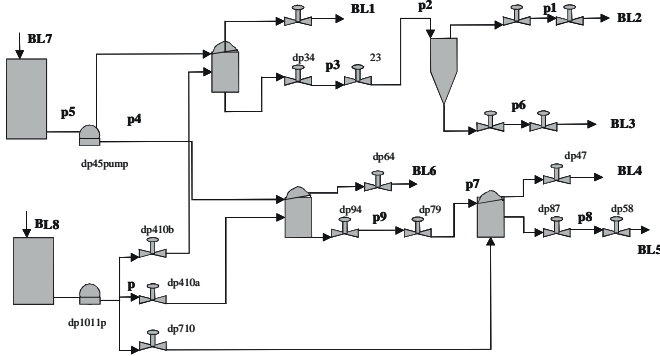 BL1
p2
p1
BL2
BL7
dp34
p3
23
p5
p4
p6
BL3
dp45pump
dp64
BL6
dp47
p7
BL4
BL8
dp94
p9
dp79
dp87
p8
dp58
dp410b
BL5
p
dp410a
dp1011p
dp710